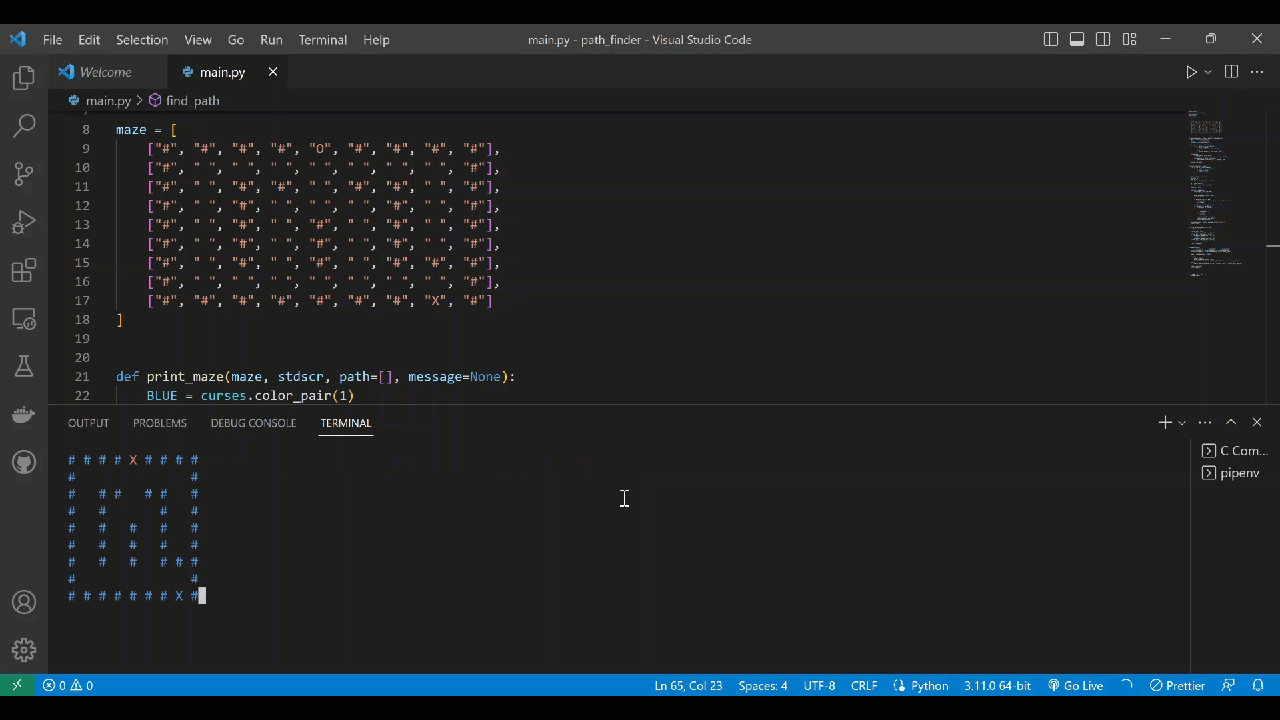 File Edit Selection View Go Run Terminal Help main.py - path_finder - Visual Studio Code
Welcome main.py
main.py > find_path
8 maze = [
9 ["#", "#", "#", "#", "O", "#", "#", "#", "#"],
10 ["#", " ", " ", " ", " ", " ", " ", " ", "#"],
11 ["#", " ", "#", "#", " ", "#", "#", " ", "#"],
12 ["#", " ", "#", " ", " ", " ", "#", " ", "#"],
13 ["#", " ", "#", " ", "#", " ", "#", " ", "#"],
14 ["#", " ", "#", " ", "#", " ", "#", " ", "#"],
15 ["#", " ", "#", " ", "#", " ", "#", "#", "#"],
16 ["#", " ", " ", " ", " ", " ", " ", " ", "#"],
17 ["#", "#", "#", "#", "#", "#", "#", "X", "#"]
18 ]
19
20
21 def print_maze(maze, stdscr, path=[], message=None):
22 BLUE = curses.color_pair(1)
OUTPUT PROBLEMS DEBUG CONSOLE TERMINAL
# # # # X # # # #
# #
# # # # # #
# # # #
# # # # #
# # # # #
# # # # # #
# #
# # # # # # # X #
C Com...
pipenv
0 0 Ln 65, Col 23 Spaces: 4 UTF-8 CRLF Python 3.11.0 64-bit Go Live Prettier